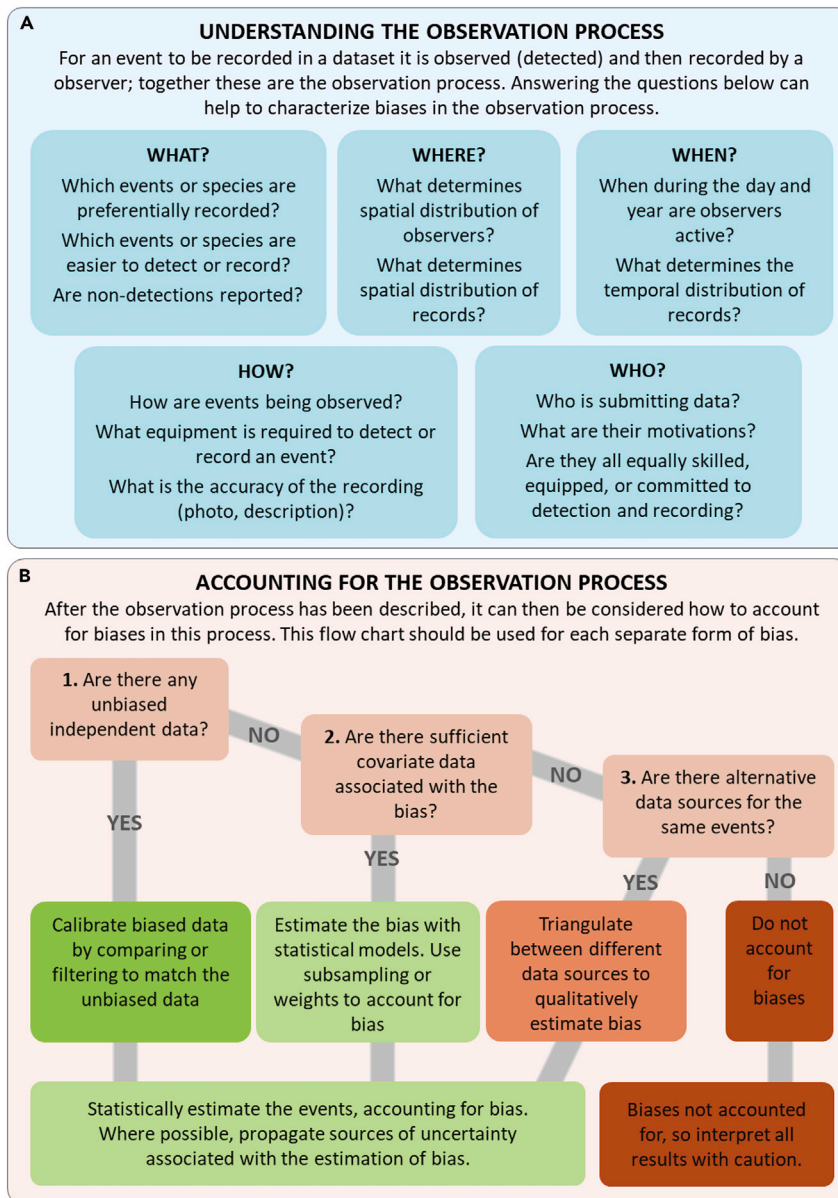 A
UNDERSTANDING THE OBSERVATION PROCESS
For an event to be recorded in a dataset it is observed (detected) and then recorded by a
observer; together these are the observation process. Answering the questions below can
help to characterize biases in the observation process.
WHAT?
Which events or species are
preferentially recorded?
Which events or species are
easier to detect or record?
Are non-detections reported?
WHERE?
What determines
spatial distribution of
observers?
What determines
spatial distribution of
records?
WHEN?
When during the day and
year are observers
active?
What determines the
temporal distribution of
records?
HOW?
How are events being observed?
What equipment is required to detect or
record an event?
What is the accuracy of the recording
(photo, description)?
WHO?
Who is submitting data?
What are their motivations?
Are they all equally skilled,
equipped, or committed to
detection and recording?
B
ACCOUNTING FOR THE OBSERVATION PROCESS
After the observation process has been described, it can then be considered how to account
for biases in this process. This flow chart should be used for each separate form of bias.
1. Are there any
unbiased
independent data?
NO
2. Are there sufficient
covariate data
associated with the
bias?
NO
3. Are there alternative
data sources for the
same events?
YES
YES
YES
NO
Calibrate biased data
by comparing or
filtering to match the
unbiased data
Estimate the bias with
statistical models. Use
subsampling or
weights to account for
bias
Triangulate
between different
data sources to
qualitatively
estimate bias
Do not
account
for
biases
Statistically estimate the events, accounting for bias.
Where possible, propagate sources of uncertainty
associated with the estimation of bias.
Biases not accounted
for, so interpret all
results with caution.